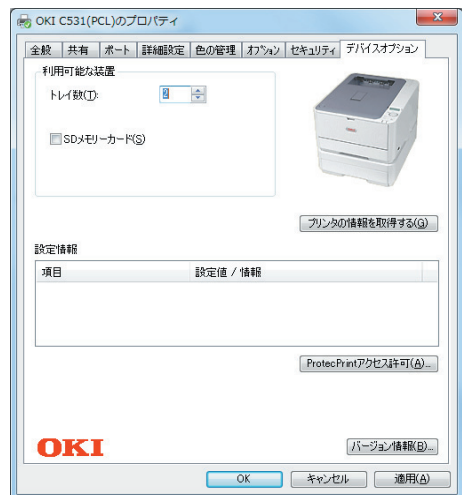 OKI C531(PCL)のプロパティ
全般 共有 ポート 詳細設定 色の管理 オプション セキュリティ デバイスオプション
利用可能な装置
トレイ数(T):
SDメモリーカード(S)
プリンタの情報を取得する(G)
設定情報
項目 設定値 / 情報
ProtecPrintアクセス許可(A)...
OKI
バージョン情報(B)...
OK キャンセル 適用(A)